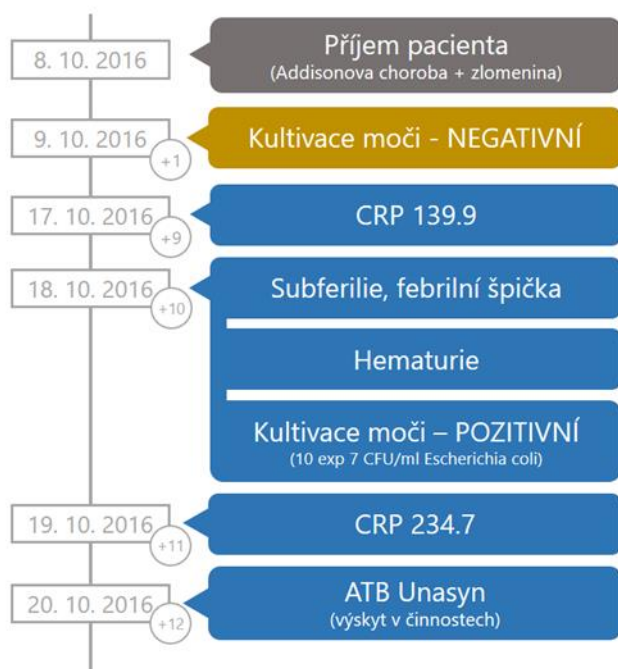 8. 10. 2016
Příjem pacienta
(Addisonova choroba + zlomenina)
9. 10. 2016
+1
Kultivace moči - NEGATIVNÍ
17. 10. 2016
+9
CRP 139.9
18. 10. 2016
+10
Subferilie, febrilní špička
Hematurie
Kultivace moči – POZITIVNÍ
(10 exp 7 CFU/ml Escherichia coli)
19. 10. 2016
+11
CRP 234.7
20. 10. 2016
+12
ATB Unasyn
(výskyt v činnostech)